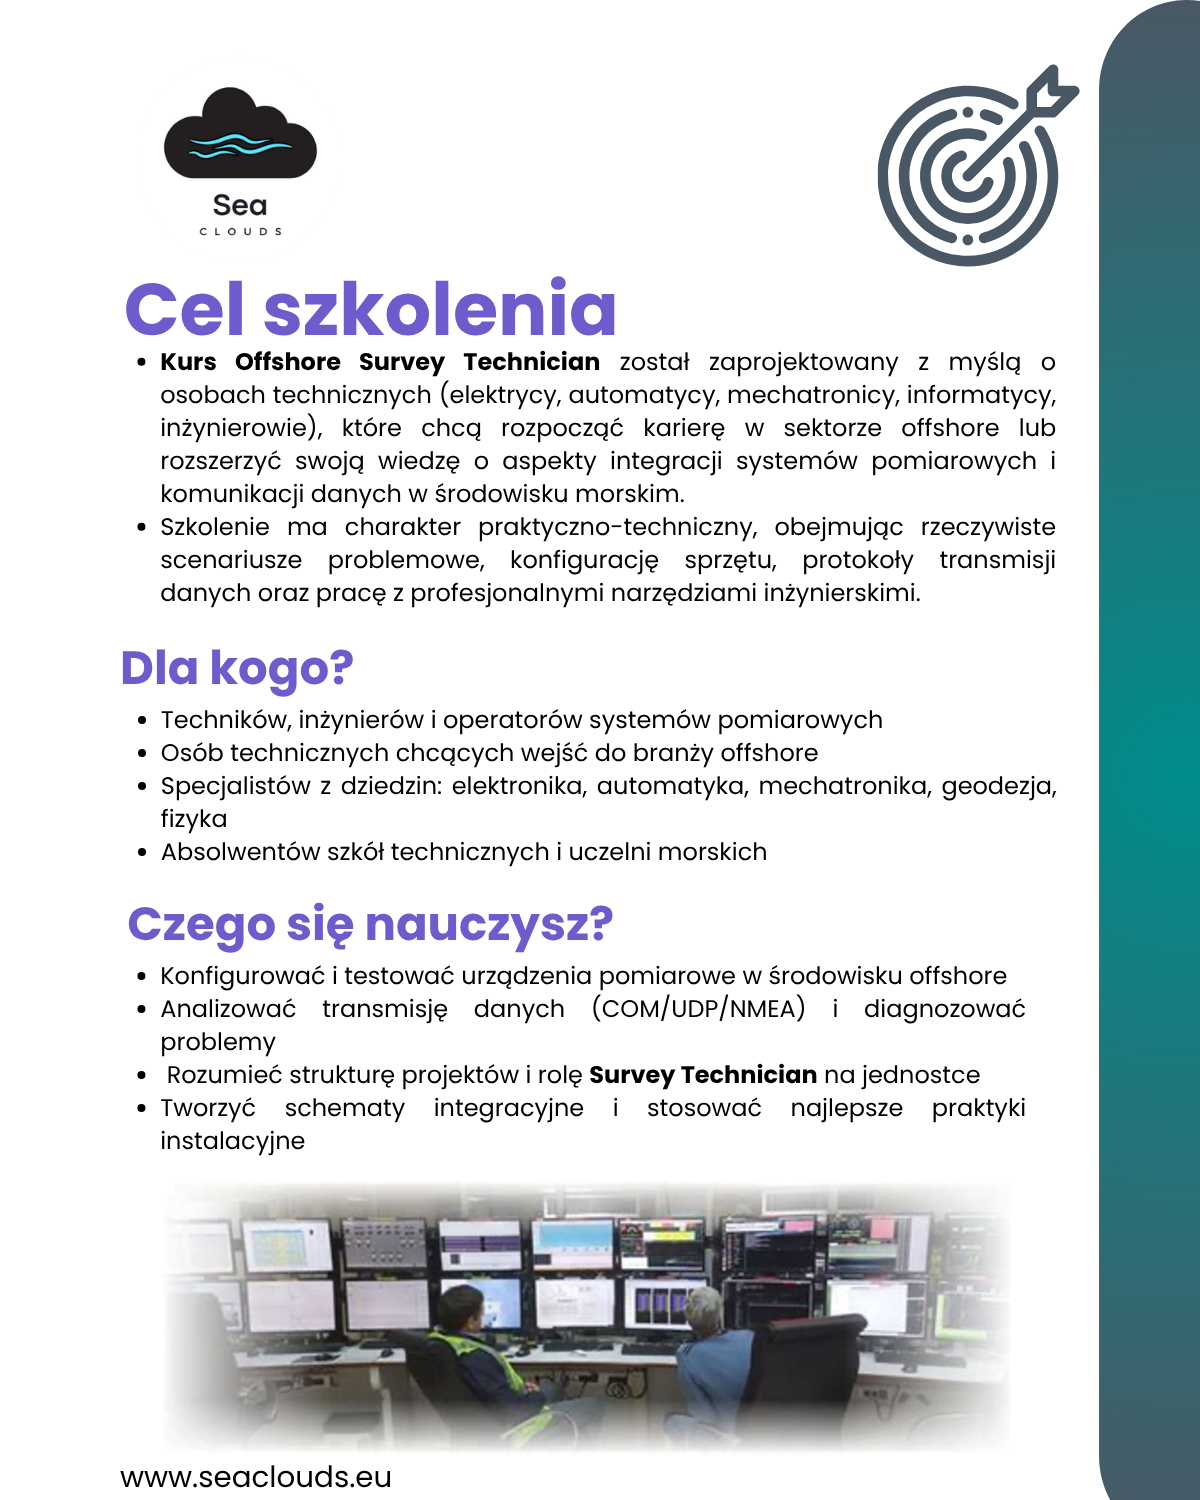 Sea
CLOUDS
Cel szkolenia
• Kurs Offshore Survey Technician został zaprojektowany z myślą o
osobach technicznych (elektrycy, automatycy, mechatronicy, informatycy,
inżynierowie), które chcą rozpocząć karierę w sektorze offshore lub
rozszerzyć swoją wiedzę o aspekty integracji systemów pomiarowych i
komunikacji danych w środowisku morskim.
• Szkolenie ma charakter praktyczno-techniczny, obejmując rzeczywiste
scenariusze problemowe, konfigurację sprzętu, protokoły transmisji
danych oraz pracę z profesjonalnymi narzędziami inżynierskimi.
Dla kogo?
• Techników, inżynierów i operatorów systemów pomiarowych
• Osób technicznych chcących wejść do branży offshore
• Specjalistów z dziedzin: elektronika, automatyka, mechatronika, geodezja,
fizyka
• Absolwentów szkół technicznych i uczelni morskich
Czego się nauczysz?
• Konfigurować i testować urządzenia pomiarowe w środowisku offshore
• Analizować transmisję danych (COM/UDP/NMEA) i diagnozować
problemy
• Rozumieć strukturę projektów i rolę Survey Technician na jednostce
• Tworzyć schematy integracyjne i stosować najlepsze praktyki
instalacyjne
www.seaclouds.eu